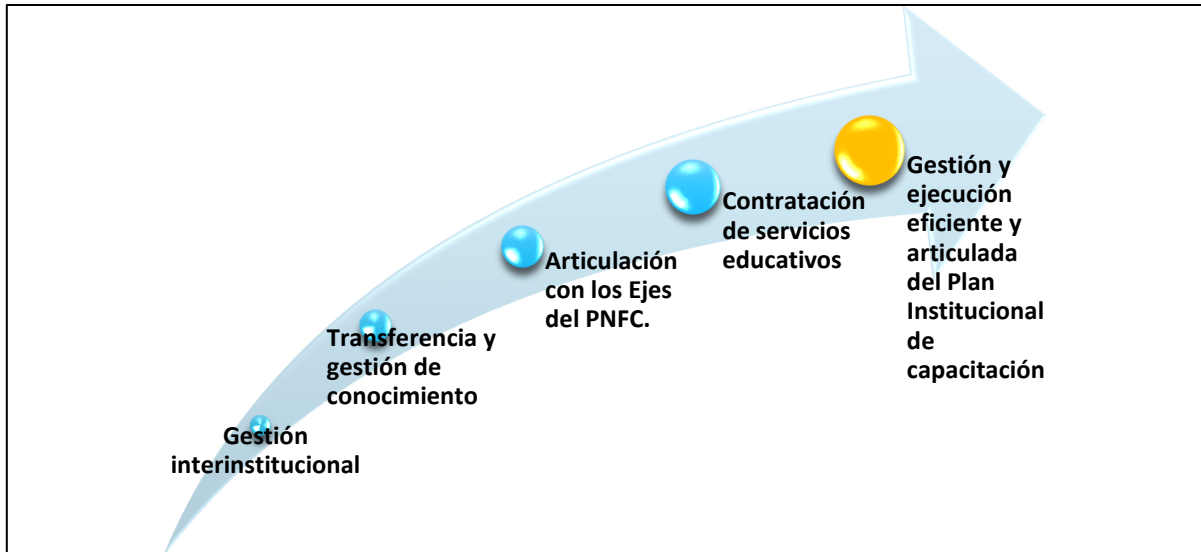 Gestión
interinstitucional
Transferencia y
gestión de
conocimiento
Articulación
con los Ejes
del PNFC.
Contratación
de servicios
educativos
Gestión y
ejecución
eficiente y
articulada
del Plan
Institucional
de
capacitación